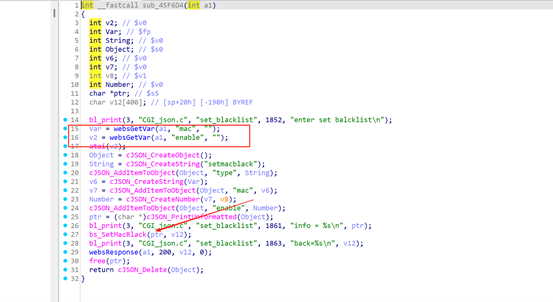 1 int __fastcall sub_45F6D4(int a1)
2 {
3 int v2; // $v0
4 int Var; // $fp
5 int String; // $v0
6 int Object; // $s0
7 int v6; // $v0
8 int v7; // $v0
9 int v8; // $v1
10 int Number; // $v0
11 char *ptr; // $s5
12 char v12[400]; // [sp+20h] [-190h] BYREF
13
14 bl_print(3, "CGI_json.c", "set_blacklist", 1852, "enter set balcklist\n");
15 Var = websGetVar(a1, "mac", "");
16 v2 = websGetVar(a1, "enable", "");
17 atoi(v2);
18 Object = cJSON_CreateObject();
19 String = cJSON_CreateString("setmacblack");
20 cJSON_AddItemToObject(Object, "type", String);
21 v6 = cJSON_CreateString(Var);
22 v7 = cJSON_AddItemToObject(Object, "mac", v6);
23 Number = cJSON_CreateNumber(v7, v8);
24 cJSON_AddItemToObject(Object, "enable", Number);
25 ptr = (char *)cJSON_PrintUnformatted(Object);
26 bl_print(3, "CGI_json.c", "set_blacklist", 1861, "info = %s\n", ptr);
27 bs_SetMacBlack(ptr, v12);
28 bl_print(3, "CGI_json.c", "set_blacklist", 1863, "back=%s\n", v12);
29 websResponse(a1, 200, v12, 0);
30 free(ptr);
31 return cJSON_Delete(Object);
32 }